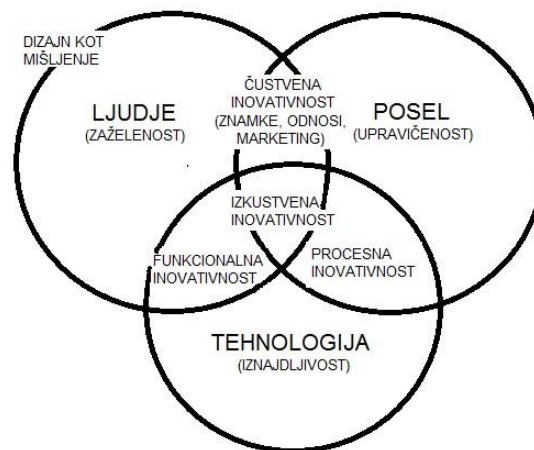 DIZAJN KOT
MIŠLJENJE
LJUDJE
(ZAŽELENOST)
ČUSTVENA
INOVATIVNOST
(ZNAMKE, ODNOSI,
MARKETING)
POSEL
(UPRAVIČENOST)
IZKUSTVENA
INOVATIVNOST
FUNKCIONALNA
INOVATIVNOST
PROCESNA
INOVATIVNOST
TEHNOLOGIJA
(IZNAJDLJIVOST)